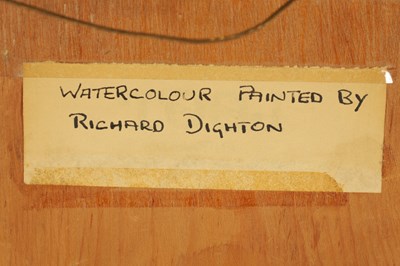 WATERCOLOUR PAINTED BY
RICHARD DIGHTON